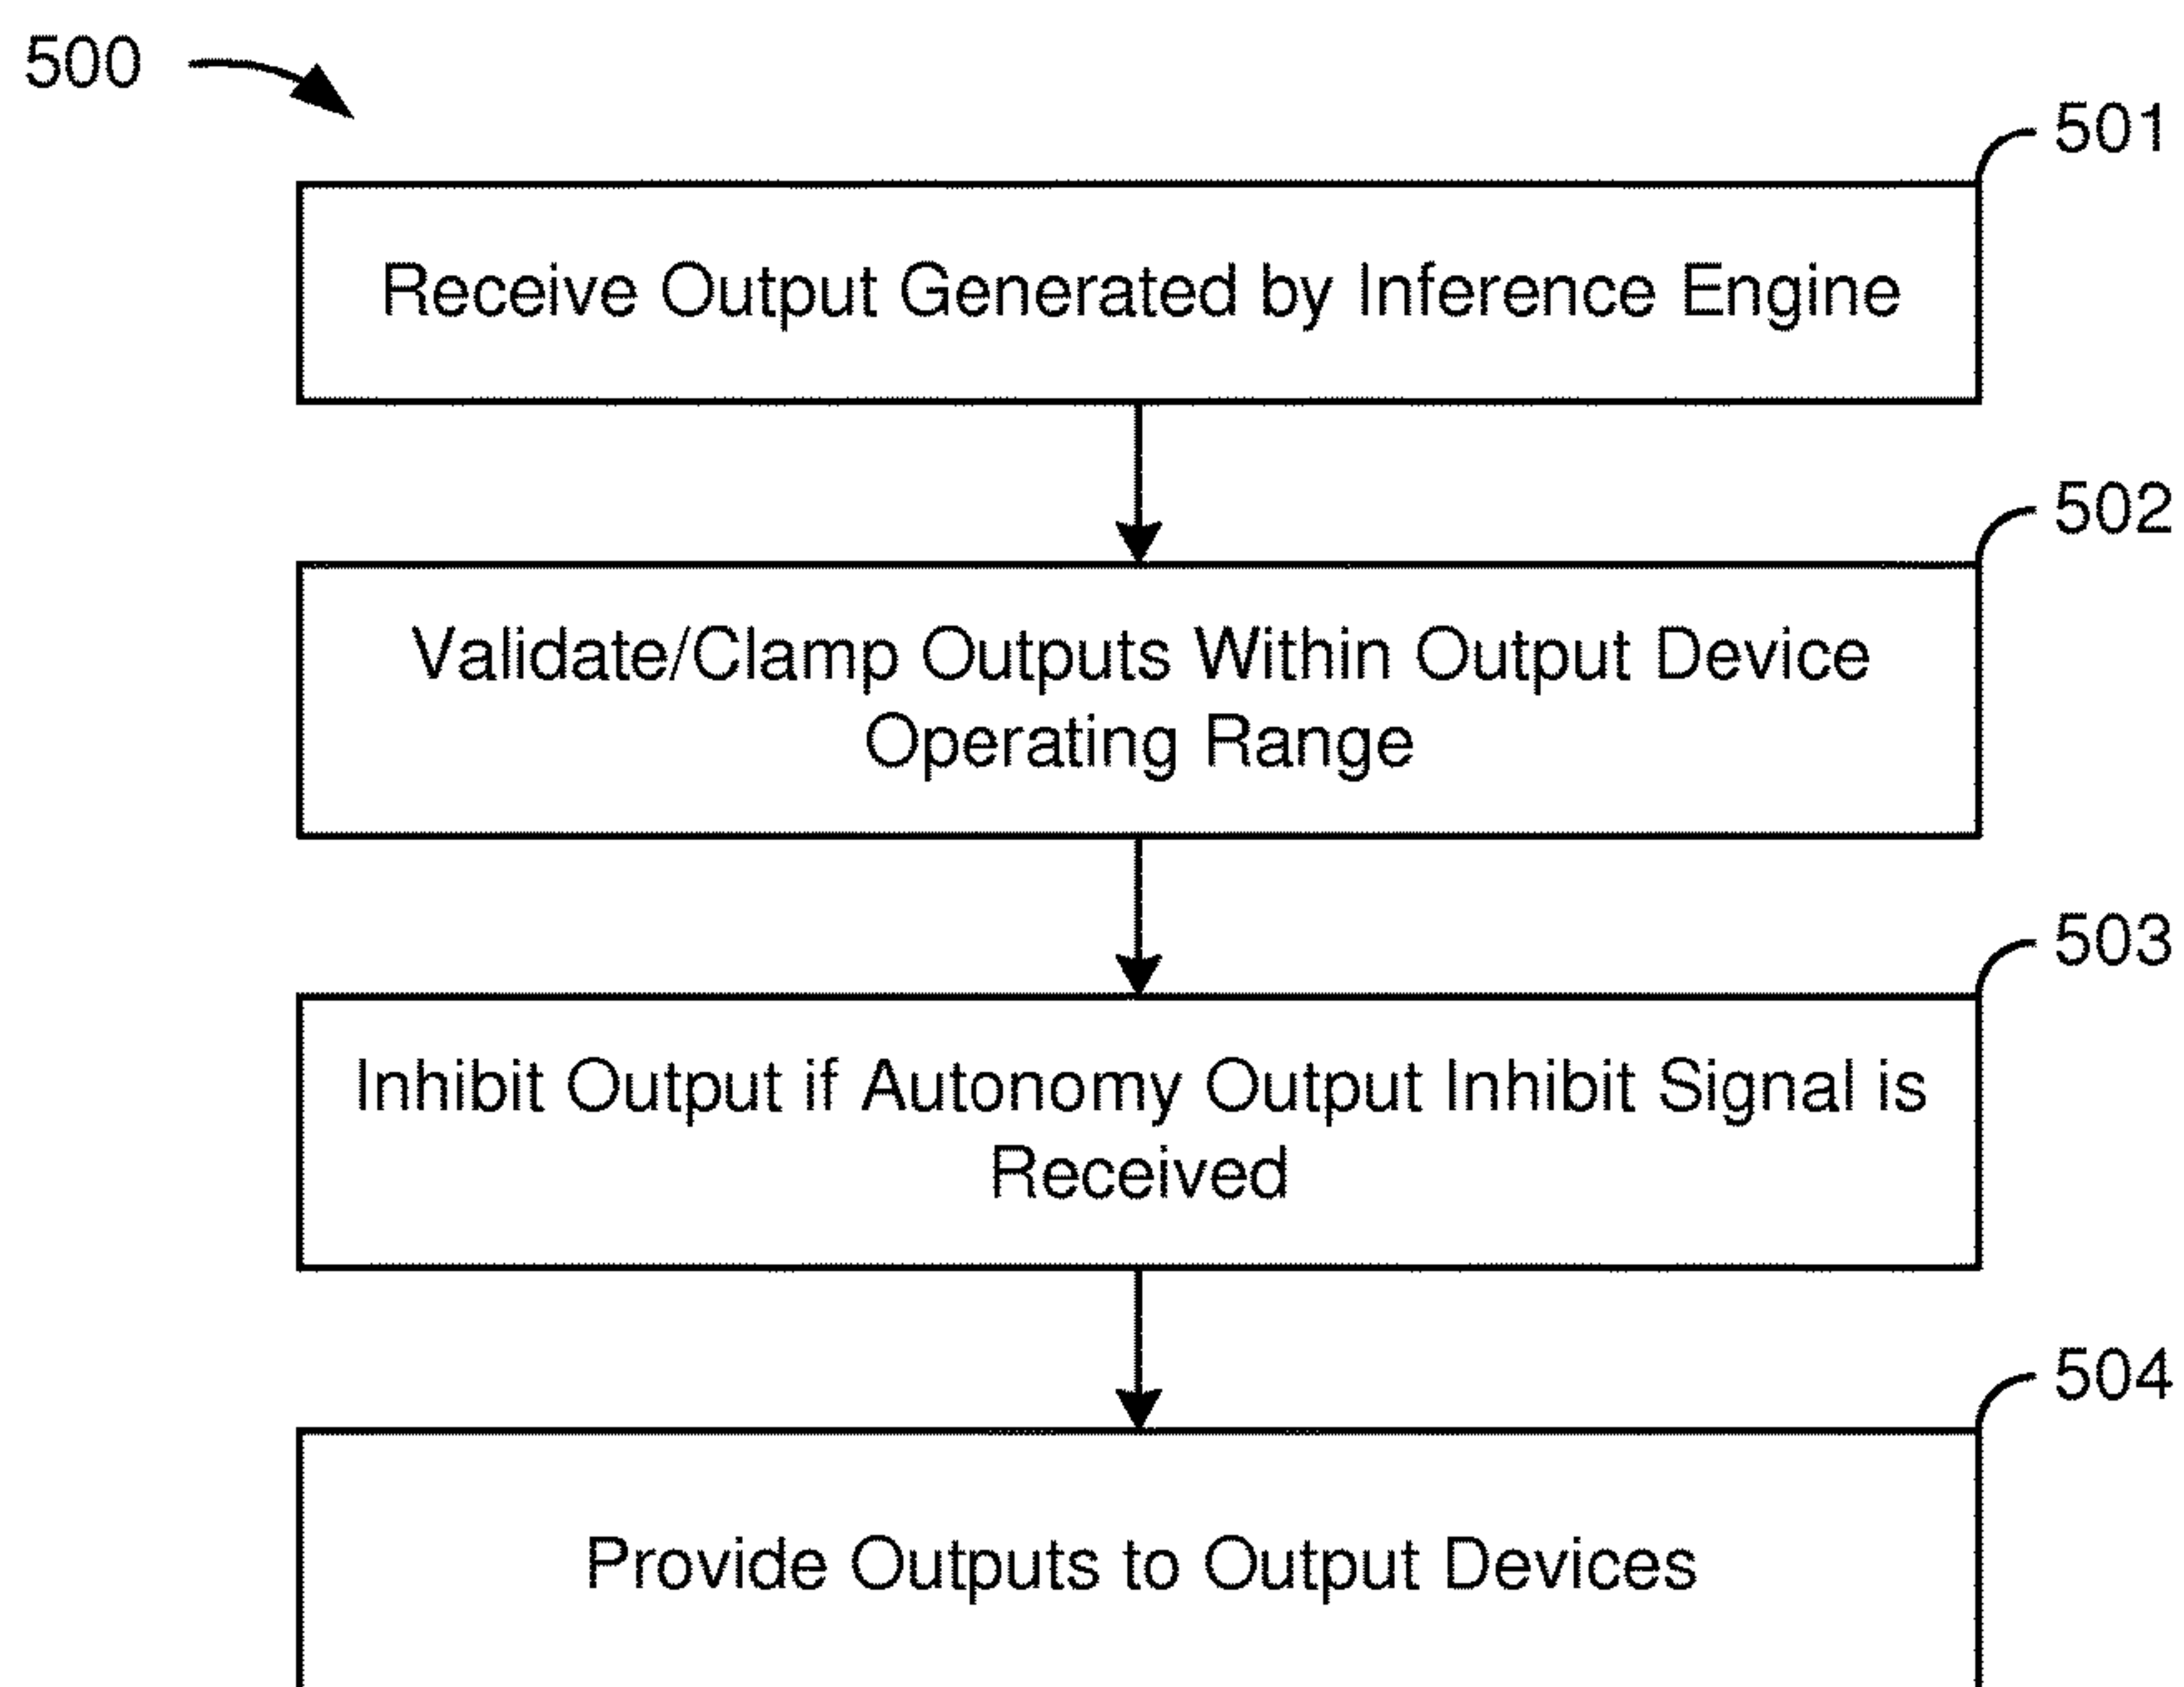 500
501
Receive Output Generated by Inference Engine
502
Validate/Clamp Outputs Within Output Device
Operating Range
503
Inhibit Output if Autonomy Output Inhibit Signal is
Received
504
Provide Outputs to Output Devices